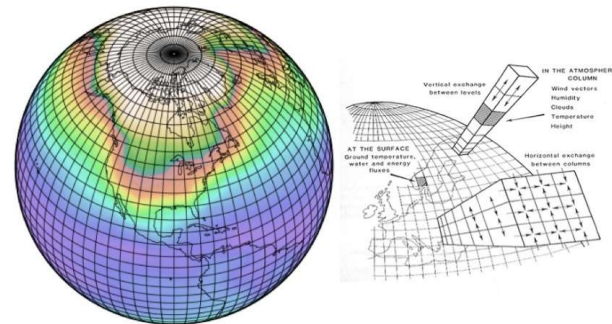 IN THE ATMOSPHER
COLUMN
Wind vectors
Humidity
Clouds
Temperature
Height
Vertical exchange
between levels
AT THE SURFACE
Ground temperature,
water and energy
fluxes
Horizontal exchange
between columns